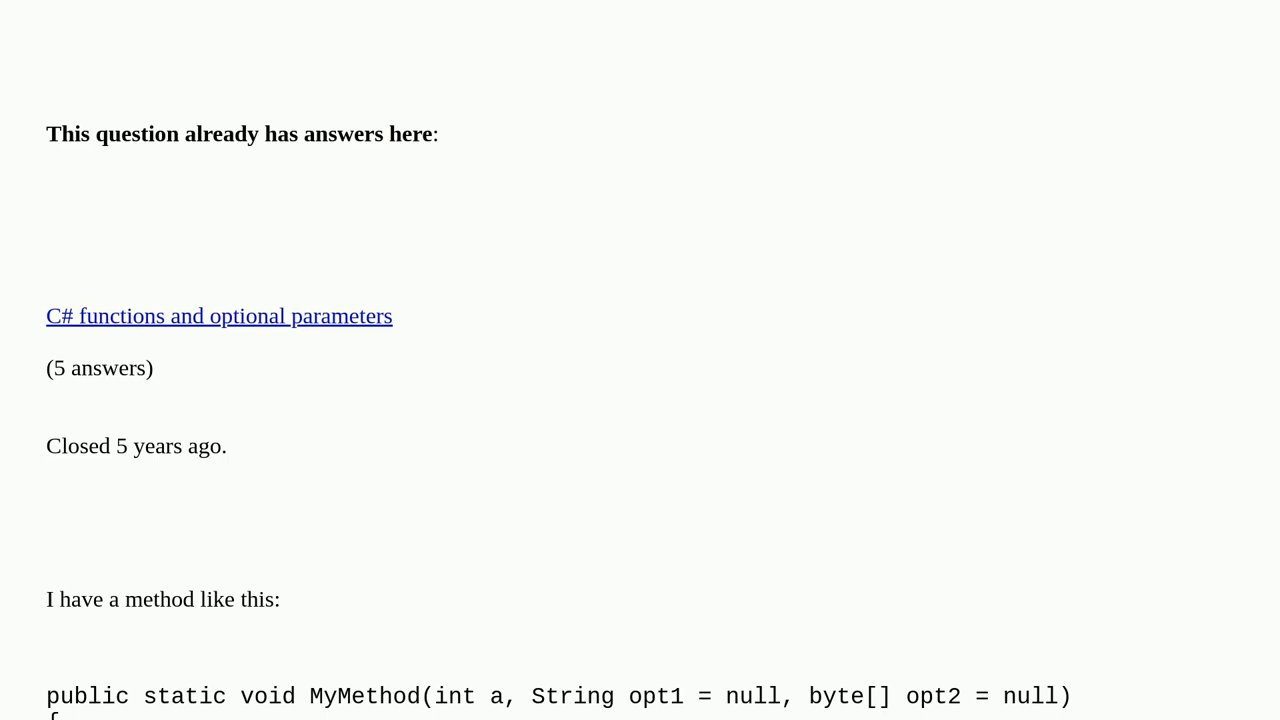 This question already has answers here:
C# functions and optional parameters
(5 answers)
Closed 5 years ago.
I have a method like this:
public static void MyMethod(int a, String opt1 = null, byte[] opt2 = null)
{